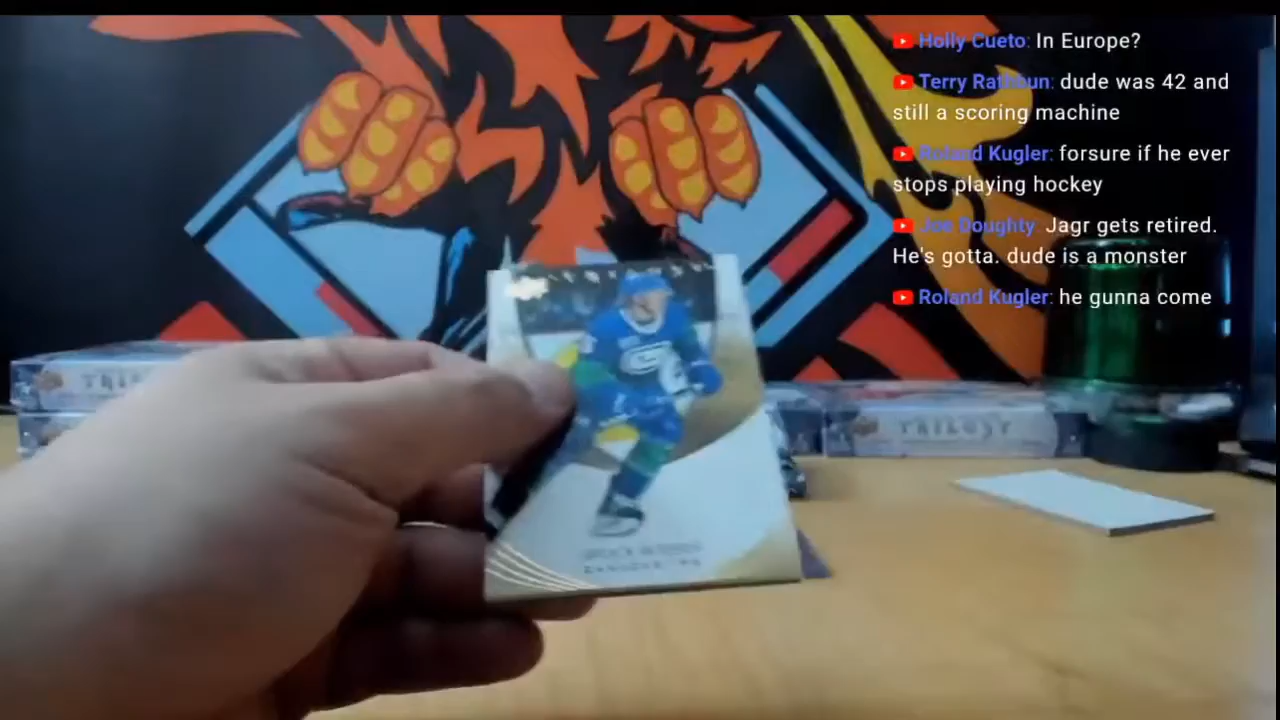 Holly Cueto: In Europe?
Terry Rathbun: dude was 42 and
still a scoring machine
Roland Kugler: forsure if he ever
stops playing hockey
Joe Doughty: Jagr gets retired.
He's gotta. dude is a monster
Roland Kugler: he gunna come
TRILOGY